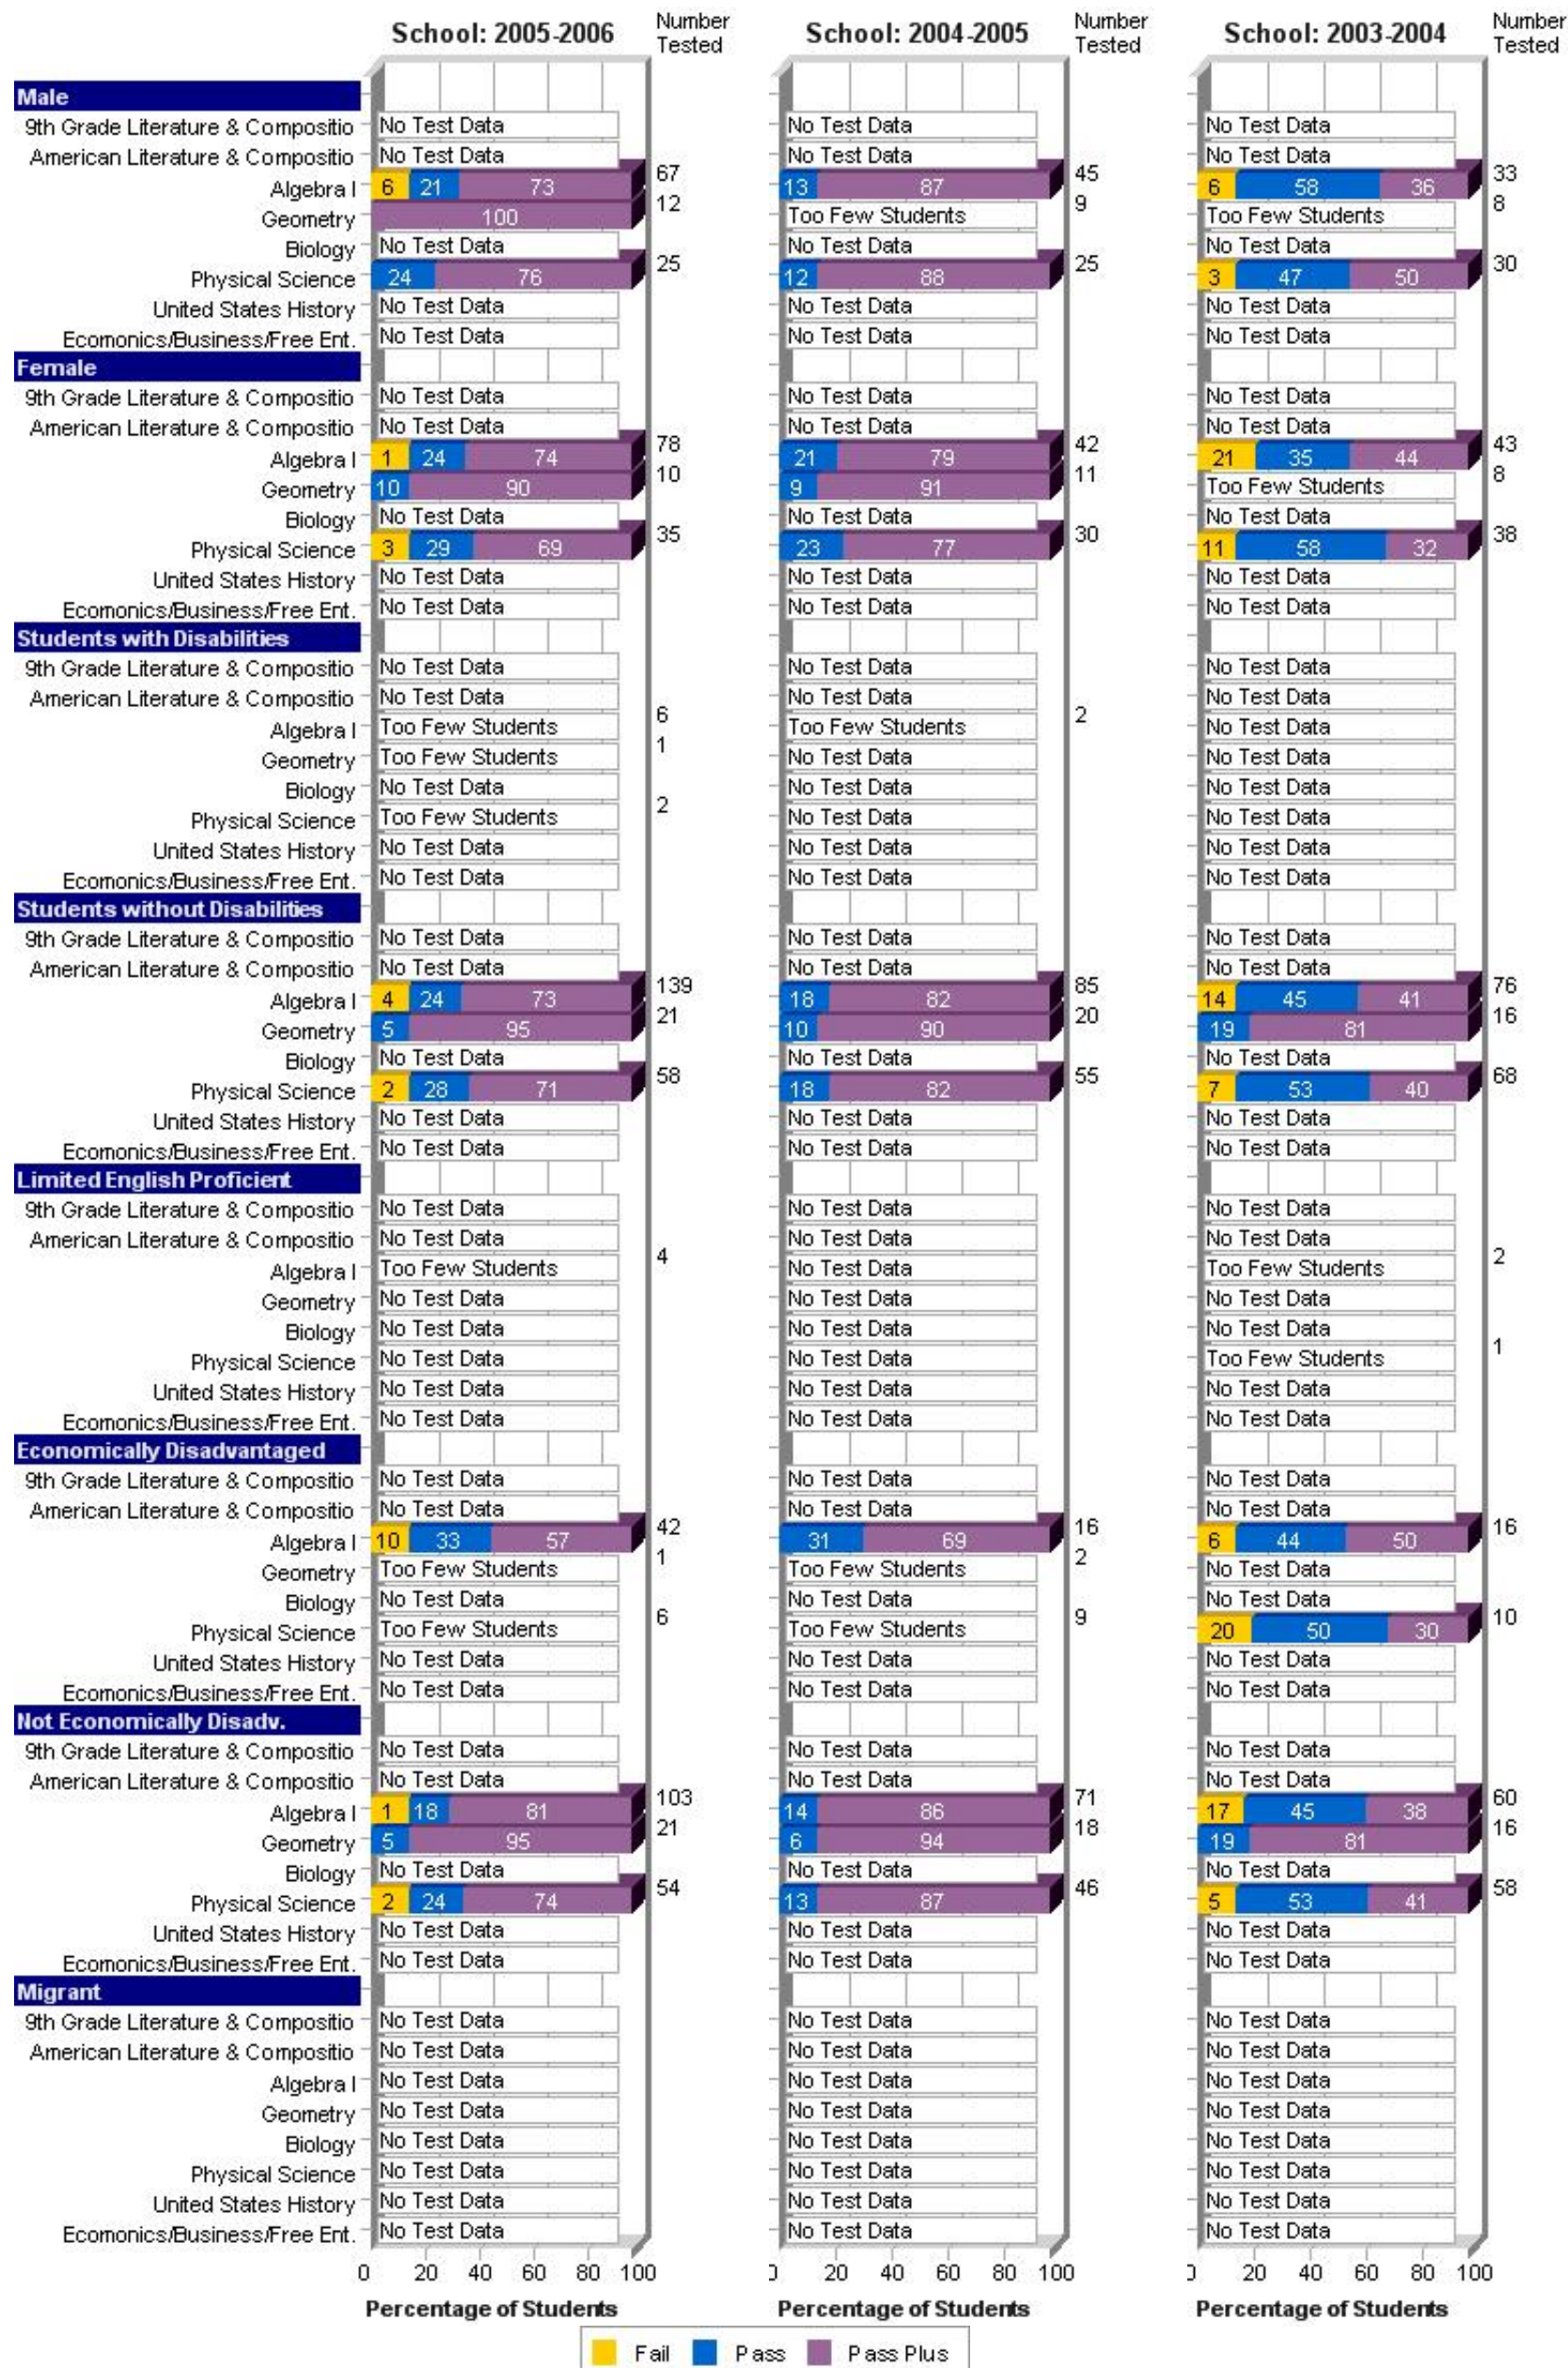 School: 2005-2006 Number Tested School: 2004-2005 Number Tested School: 2003-2004 Number Tested
Male
9th Grade Literature & Compositio No Test Data No Test Data No Test Data
American Literature & Compositio No Test Data No Test Data No Test Data
Algebra I 6 21 73 67 13 87 45 6 58 36 33
Geometry 100 12 Too Few Students 9 Too Few Students 8
Biology No Test Data No Test Data No Test Data
Physical Science 24 76 25 12 88 25 3 47 50 30
United States History No Test Data No Test Data No Test Data
Ecomonics/Business/Free Ent. No Test Data No Test Data No Test Data
Female
9th Grade Literature & Compositio No Test Data No Test Data No Test Data
American Literature & Compositio No Test Data No Test Data No Test Data
Algebra I 1 24 74 78 21 79 42 21 35 44 43
Geometry 10 90 10 9 91 11 Too Few Students 8
Biology No Test Data No Test Data No Test Data
Physical Science 3 29 69 35 23 77 30 11 58 32 38
United States History No Test Data No Test Data No Test Data
Ecomonics/Business/Free Ent. No Test Data No Test Data No Test Data
Students with Disabilities
9th Grade Literature & Compositio No Test Data No Test Data No Test Data
American Literature & Compositio No Test Data No Test Data No Test Data
Algebra I Too Few Students 6 Too Few Students 2 No Test Data
Geometry Too Few Students 1 No Test Data No Test Data
Biology No Test Data No Test Data No Test Data
Physical Science Too Few Students 2 No Test Data No Test Data
United States History No Test Data No Test Data No Test Data
Ecomonics/Business/Free Ent. No Test Data No Test Data No Test Data
Students without Disabilities
9th Grade Literature & Compositio No Test Data No Test Data No Test Data
American Literature & Compositio No Test Data No Test Data No Test Data
Algebra I 4 24 73 139 18 82 85 14 45 41 76
Geometry 5 95 21 10 90 20 19 81 16
Biology No Test Data No Test Data No Test Data
Physical Science 2 28 71 58 18 82 55 7 53 40 68
United States History No Test Data No Test Data No Test Data
Ecomonics/Business/Free Ent. No Test Data No Test Data No Test Data
Limited English Proficient
9th Grade Literature & Compositio No Test Data No Test Data No Test Data
American Literature & Compositio No Test Data No Test Data No Test Data
Algebra I Too Few Students 4 No Test Data Too Few Students 2
Geometry No Test Data No Test Data No Test Data
Biology No Test Data No Test Data No Test Data
Physical Science No Test Data No Test Data Too Few Students 1
United States History No Test Data No Test Data No Test Data
Ecomonics/Business/Free Ent. No Test Data No Test Data No Test Data
Economically Disadvantaged
9th Grade Literature & Compositio No Test Data No Test Data No Test Data
American Literature & Compositio No Test Data No Test Data No Test Data
Algebra I 10 33 57 42 31 69 16 6 44 50 16
Geometry Too Few Students 1 Too Few Students 2 No Test Data
Biology No Test Data No Test Data No Test Data
Physical Science Too Few Students 6 Too Few Students 9 20 50 30 10
United States History No Test Data No Test Data No Test Data
Ecomonics/Business/Free Ent. No Test Data No Test Data No Test Data
Not Economically Disadv.
9th Grade Literature & Compositio No Test Data No Test Data No Test Data
American Literature & Compositio No Test Data No Test Data No Test Data
Algebra I 1 18 81 103 14 86 71 17 45 38 60
Geometry 5 95 21 6 94 18 19 81 16
Biology No Test Data No Test Data No Test Data
Physical Science 2 24 74 54 13 87 46 5 53 41 58
United States History No Test Data No Test Data No Test Data
Ecomonics/Business/Free Ent. No Test Data No Test Data No Test Data
Migrant
9th Grade Literature & Compositio No Test Data No Test Data No Test Data
American Literature & Compositio No Test Data No Test Data No Test Data
Algebra I No Test Data No Test Data No Test Data
Geometry No Test Data No Test Data No Test Data
Biology No Test Data No Test Data No Test Data
Physical Science No Test Data No Test Data No Test Data
United States History No Test Data No Test Data No Test Data
Ecomonics/Business/Free Ent. No Test Data No Test Data No Test Data
0 20 40 60 80 100 0 20 40 60 80 100 0 20 40 60 80 100
Percentage of Students Percentage of Students Percentage of Students
Fail Pass Pass Plus